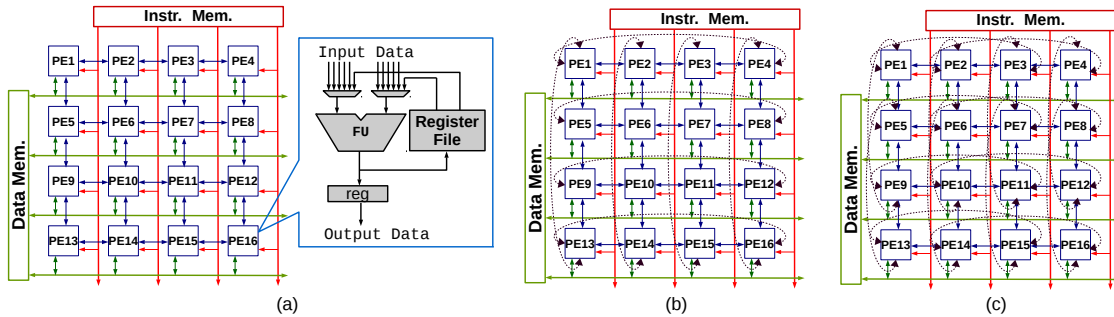 Instr. Mem.
PE1 PE2 PE3 PE4
PE5 PE6 PE7 PE8
PE9 PE10 PE11 PE12
PE13 PE14 PE15 PE16
Data Mem.
Input Data
FU
Register
File
reg
Output Data
(a)
Instr. Mem.
PE1 PE2 PE3 PE4
PE5 PE6 PE7 PE8
PE9 PE10 PE11 PE12
PE13 PE14 PE15 PE16
Data Mem.
(b)
Instr. Mem.
PE1 PE2 PE3 PE4
PE5 PE6 PE7 PE8
PE9 PE10 PE11 PE12
PE13 PE14 PE15 PE16
Data Mem.
(c)